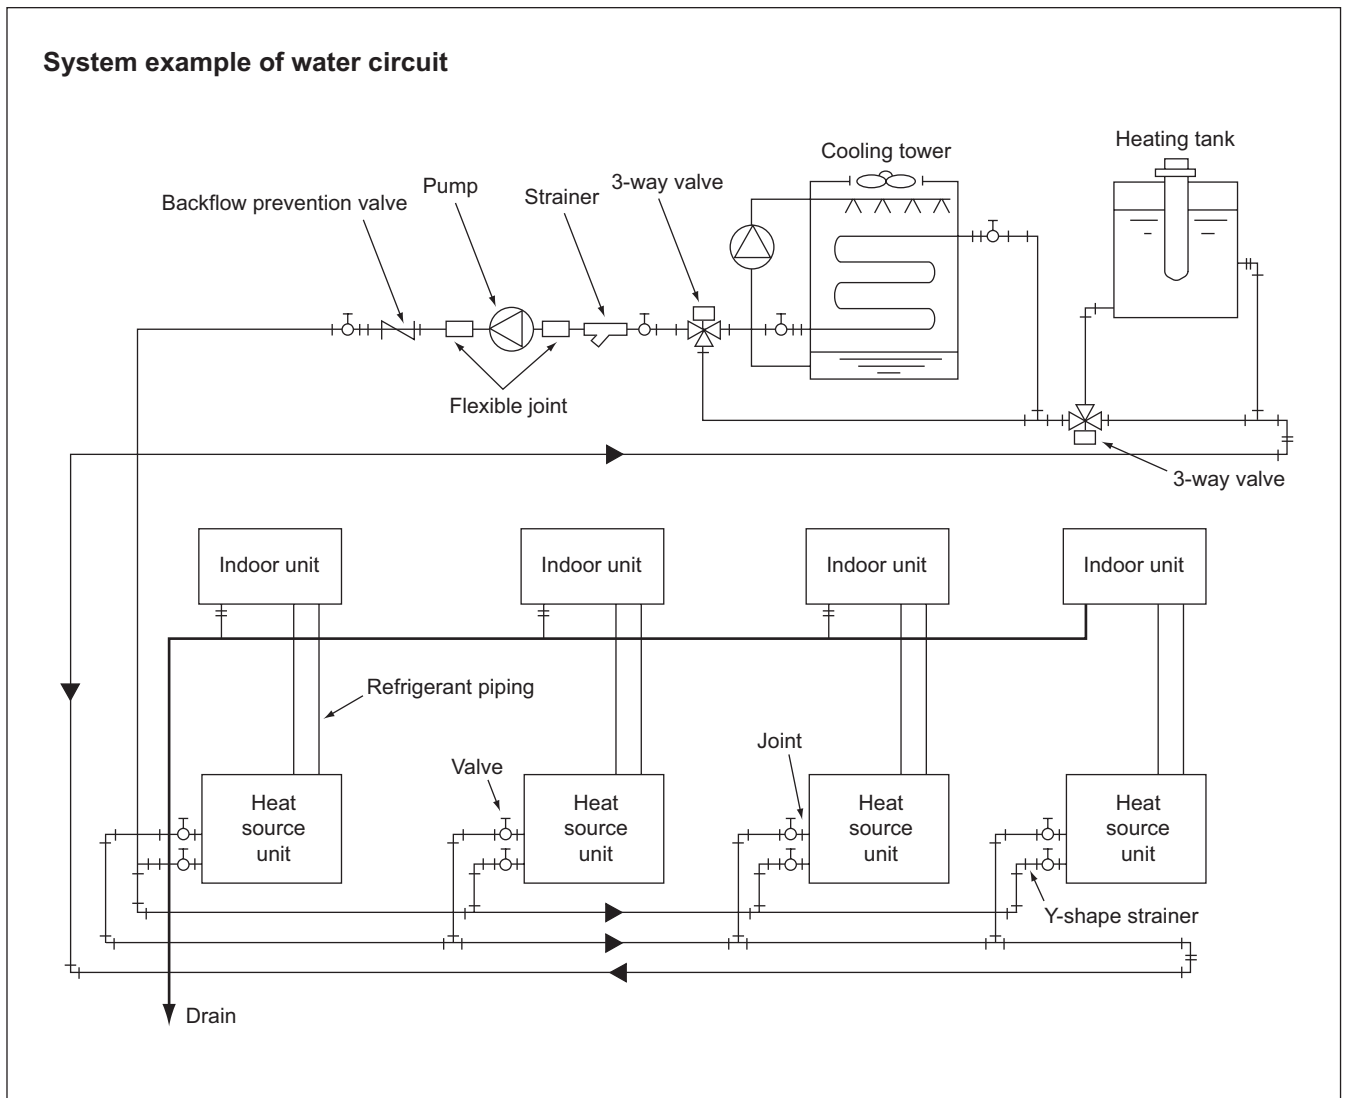 System example of water circuit
Heating tank
Cooling tower
3-way valve
Pump
Strainer
Backflow prevention valve
Flexible joint
3-way valve
Indoor unit
Indoor unit
Indoor unit
Indoor unit
Refrigerant piping
Joint
Valve
Heat
source
unit
Heat
source
unit
Heat
source
unit
Heat
source
unit
Y-shape strainer
Drain